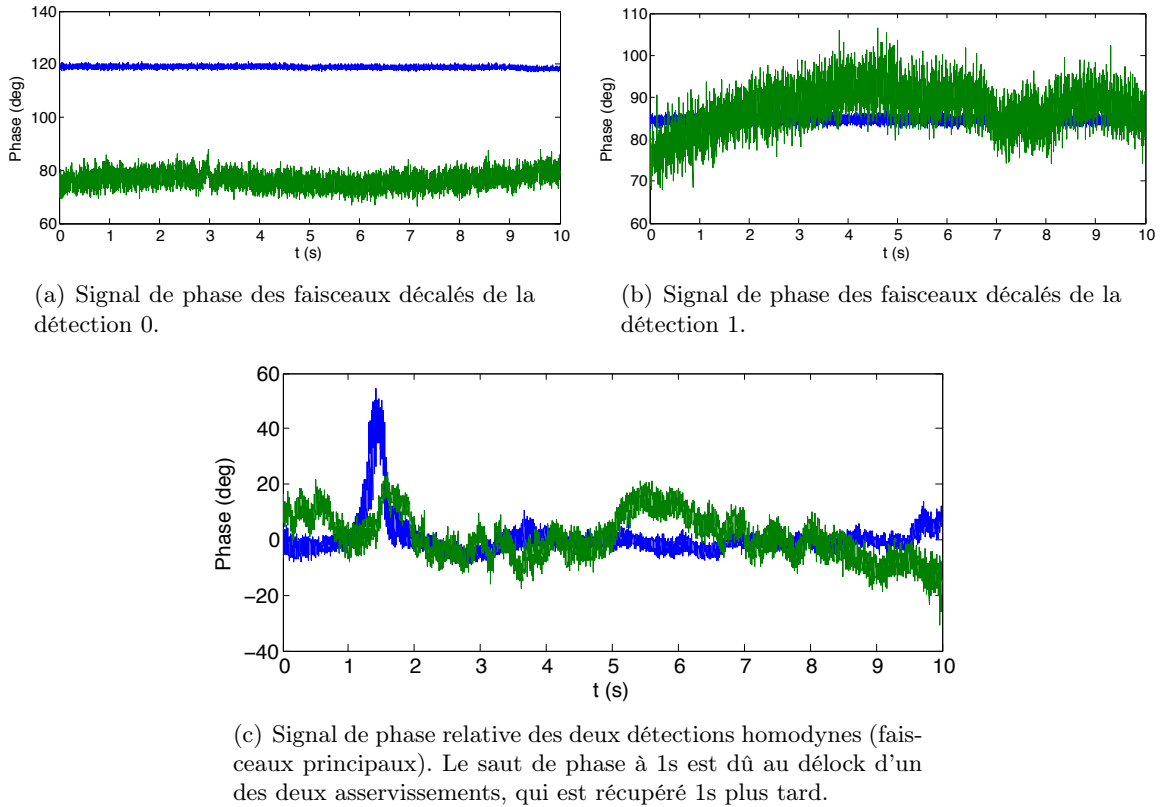 140
120
100
80
60
Phase (deg)
0 1 2 3 4 5 6 7 8 9 10
t (s)
(a) Signal de phase des faisceaux décalés de la
détection 0.
110
100
90
80
70
60
Phase (deg)
0 1 2 3 4 5 6 7 8 9 10
t (s)
(b) Signal de phase des faisceaux décalés de la
détection 1.
60
40
20
0
−20
−40
Phase (deg)
0 1 2 3 4 5 6 7 8 9 10
t (s)
(c) Signal de phase relative des deux détections homodynes (fais-
ceaux principaux). Le saut de phase à 1s est dû au délock d'un
des deux asservissements, qui est récupéré 1s plus tard.